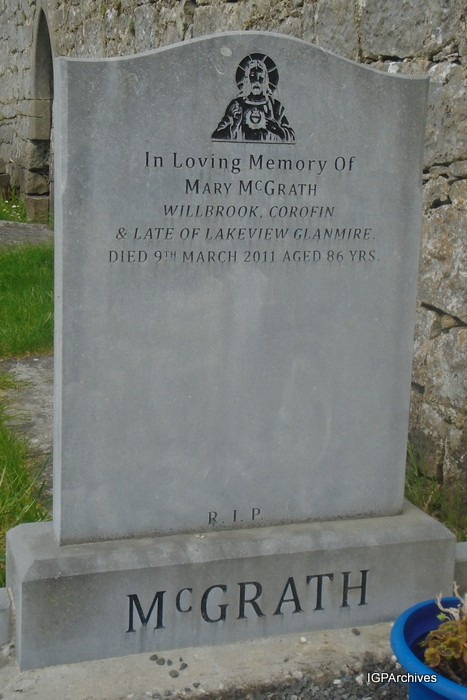 In Loving Memory Of
MARY McGRATH
WILLBROOK, COROFIN
& LATE OF LAKEVIEW GLANMIRE.
DIED 9TH MARCH 2011 AGED 86 YRS.
R.I.P.
McGRATH
IGPArchives